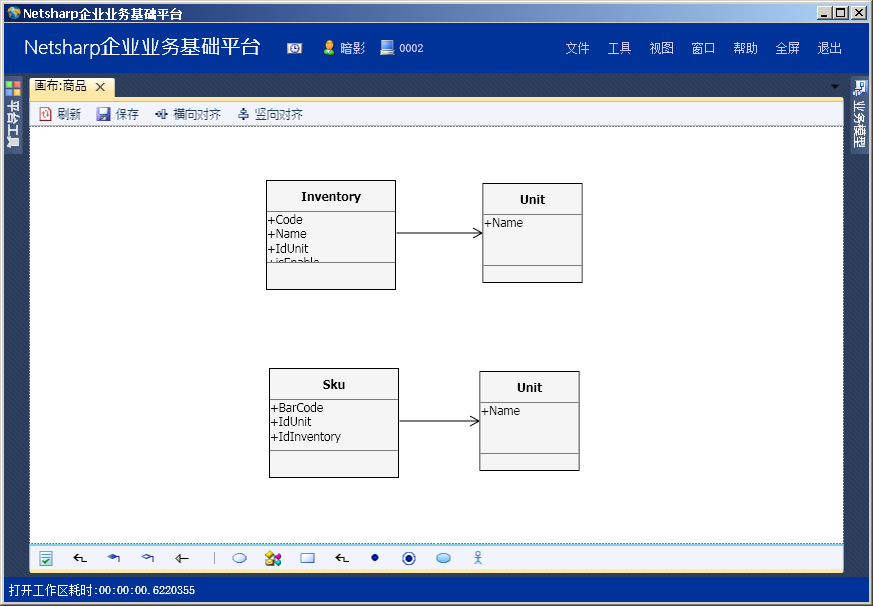 Netsharp企业业务基础平台
Netsharp企业业务基础平台
暗影
0002
文件
工具
视图
窗口
帮助
全屏
退出
平台工具
画布:商品
业务模型
刷新
保存
横向对齐
竖向对齐
Inventory
+Code
+Name
+IdUnit
+isEnable
Unit
+Name
Sku
+BarCode
+IdUnit
+IdInventory
Unit
+Name
打开工作区耗时:00:00:00.6220355